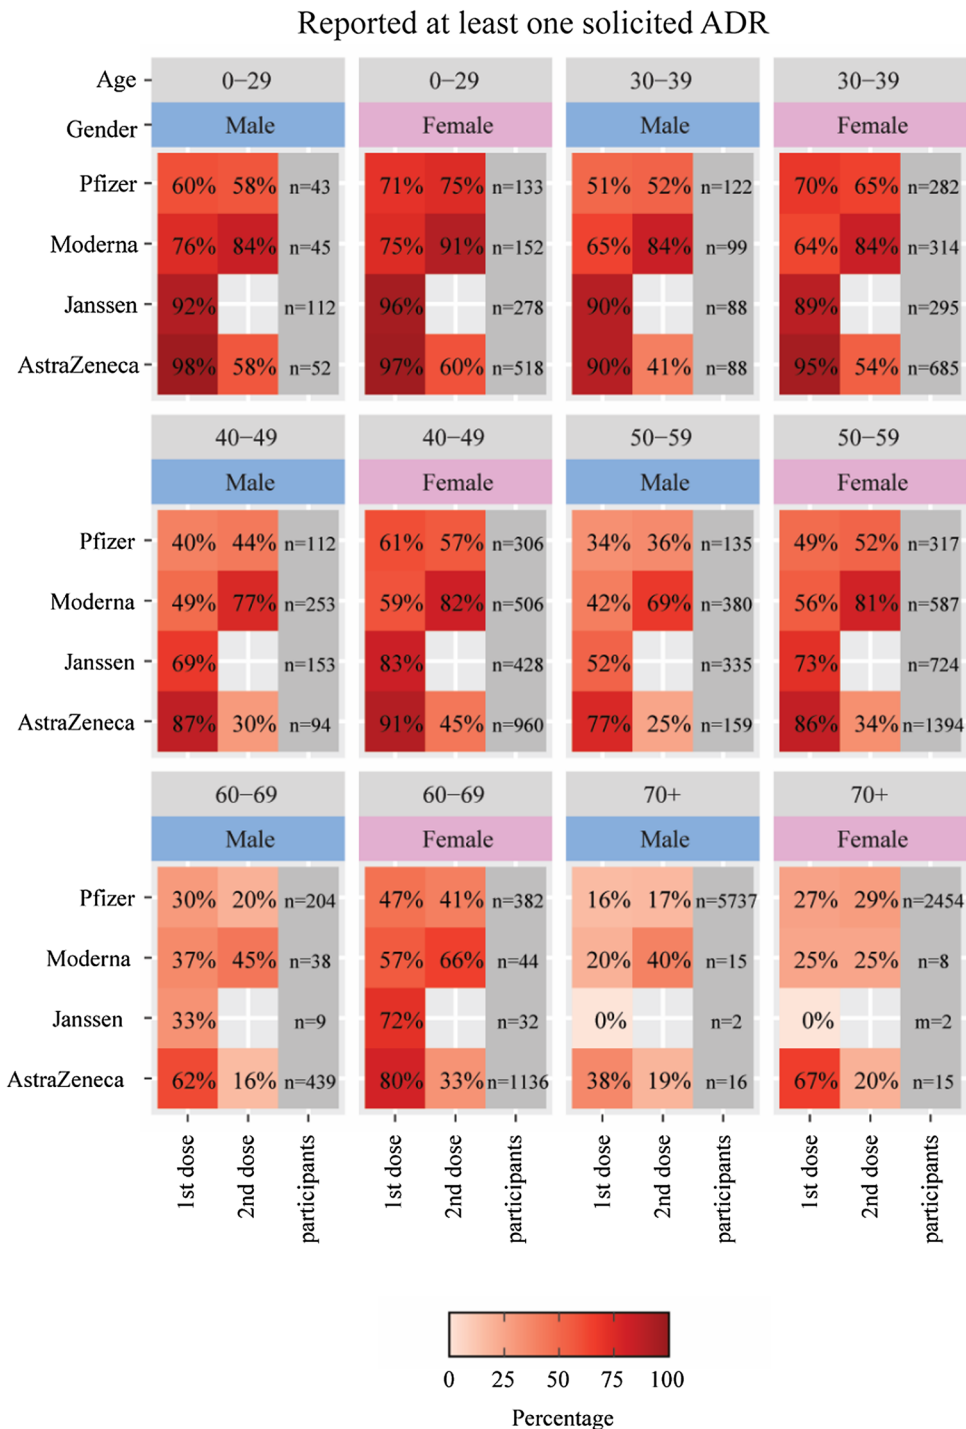 Reported at least one solicited ADR
Age 0−29 0−29 30−39 30−39
Gender Male Female Male Female
Pfizer 60% 58% n=43 71% 75% n=133 51% 52% n=122 70% 65% n=282
Moderna 76% 84% n=45 75% 91% n=152 65% 84% n=99 64% 84% n=314
Janssen 92% n=112 96% n=278 90% n=88 89% n=295
AstraZeneca 98% 58% n=52 97% 60% n=518 90% 41% n=88 95% 54% n=685
40−49 40−49 50−59 50−59
Male Female Male Female
Pfizer 40% 44% n=112 61% 57% n=306 34% 36% n=135 49% 52% n=317
Moderna 49% 77% n=253 59% 82% n=506 42% 69% n=380 56% 81% n=587
Janssen 69% n=153 83% n=428 52% n=335 73% n=724
AstraZeneca 87% 30% n=94 91% 45% n=960 77% 25% n=159 86% 34% n=1394
60−69 60−69 70+ 70+
Male Female Male Female
Pfizer 30% 20% n=204 47% 41% n=382 16% 17% n=5737 27% 29% n=2454
Moderna 37% 45% n=38 57% 66% n=44 20% 40% n=15 25% 25% n=8
Janssen 33% n=9 72% n=32 0% n=2 0% m=2
AstraZeneca 62% 16% n=439 80% 33% n=1136 38% 19% n=16 67% 20% n=15
1st dose 2nd dose participants 1st dose 2nd dose participants 1st dose 2nd dose participants 1st dose 2nd dose participants
0 25 50 75 100
Percentage